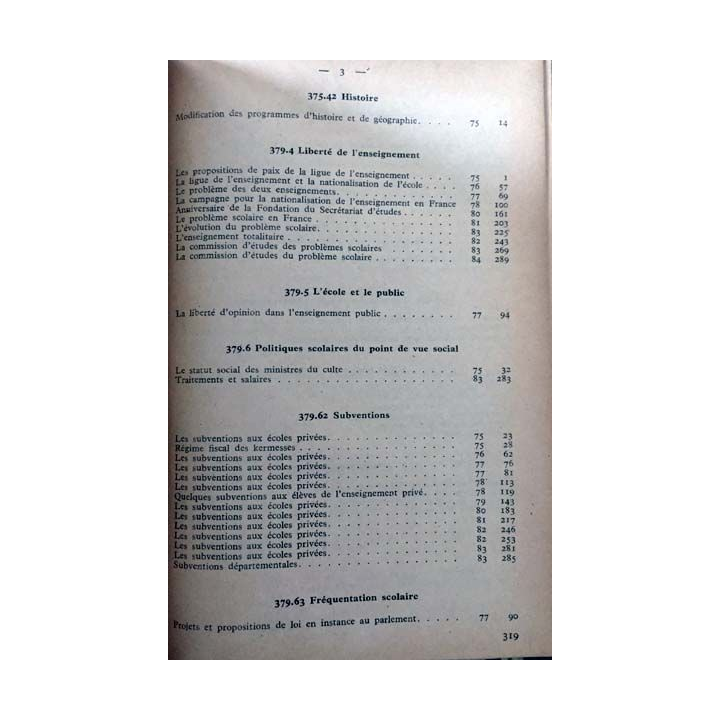 — 3 —
375.42 Histoire
Modification des programmes d'histoire et de géographie. . . . 75 14
379.4 Liberté de l'enseignement
Les propositions de paix de la ligue de l'enseignement . . . . . 75 1
La ligue de l'enseignement et la nationalisation de l'école . . . . 76 57
Le problème des deux enseignements. . . . . . . . . . . . . 77 69
La campagne pour la nationalisation de l'enseignement en France 78 100
Anniversaire de la Fondation du Secrétariat d'études . . . . . . 80 161
Le problème scolaire en France . . . . . . . . . . . . . . . 81 203
L'évolution du problème scolaire. . . . . . . . . . . . . . . 83 225
L'enseignement totalitaire . . . . . . . . . . . . . . . . . 82 243
La commission d'études des problèmes scolaires . . . . . . . . 83 269
La commission d'études du problème scolaire . . . . . . . . . 84 289
379.5 L'école et le public
La liberté d'opinion dans l'enseignement public . . . . . . . . 77 94
379.6 Politiques scolaires du point de vue social
Le statut social des ministres du culte . . . . . . . . . . . . 75 32
Traitements et salaires . . . . . . . . . . . . . . . . . . . 83 283
379.62 Subventions
Les subventions aux écoles privées. . . . . . . . . . . . . . 75 23
Régime fiscal des kermesses . . . . . . . . . . . . . . . . . 75 28
Les subventions aux écoles privées. . . . . . . . . . . . . . 76 62
Les subventions aux écoles privées. . . . . . . . . . . . . . 77 76
Les subventions aux écoles privées. . . . . . . . . . . . . . 77 81
Les subventions aux écoles privées. . . . . . . . . . . . . . 78 113
Quelques subventions aux élèves de l'enseignement privé. . . . 78 119
Les subventions aux écoles privées. . . . . . . . . . . . . . 79 143
Les subventions aux écoles privées. . . . . . . . . . . . . . 80 183
Les subventions aux écoles privées. . . . . . . . . . . . . . 81 217
Les subventions aux écoles privées. . . . . . . . . . . . . . 82 246
Les subventions aux écoles privées. . . . . . . . . . . . . . 82 253
Les subventions aux écoles privées. . . . . . . . . . . . . . 83 281
Subventions départementales. . . . . . . . . . . . . . . . . 83 285
379.63 Fréquentation scolaire
Projets et propositions de loi en instance au parlement. . . . . 77 90
319